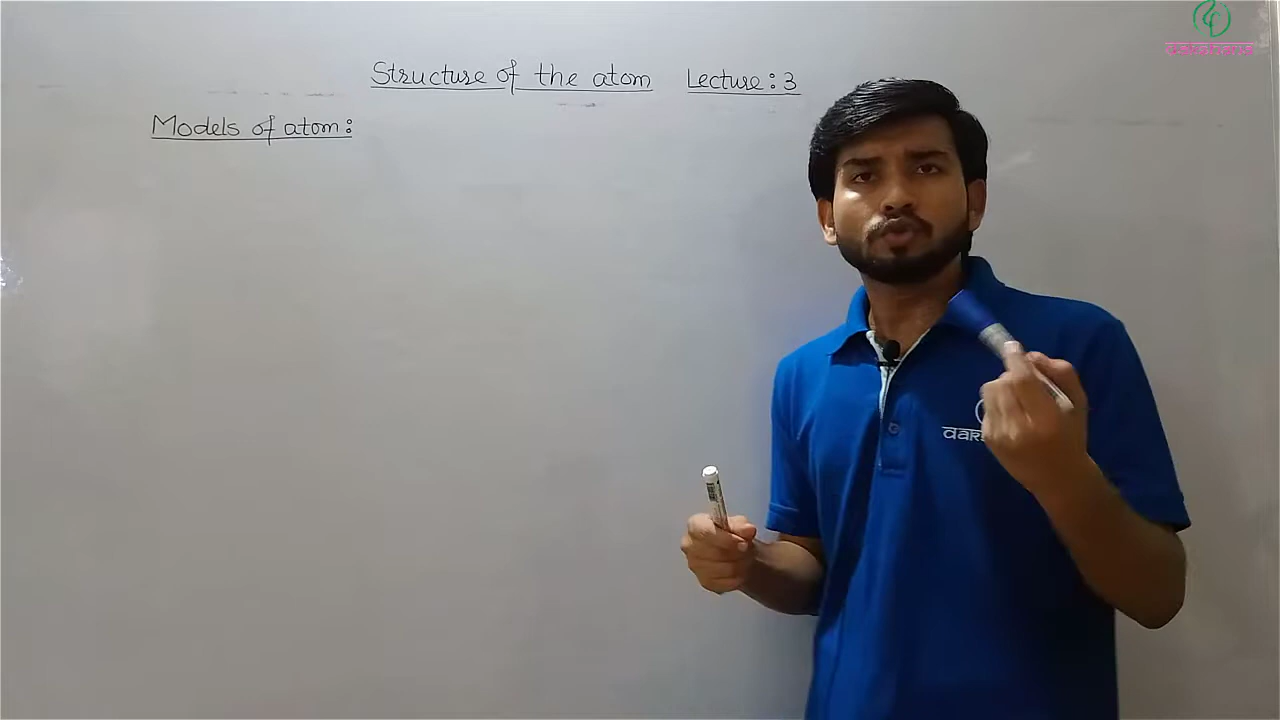 Structure of the atom Lecture : 3
Models of atom :